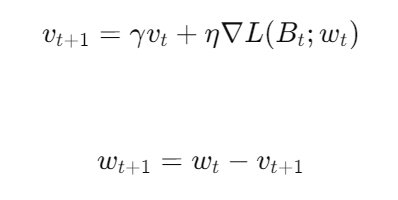 v_{t+1} = γv_t + η∇L(B_t; w_t)
w_{t+1} = w_t − v_{t+1}